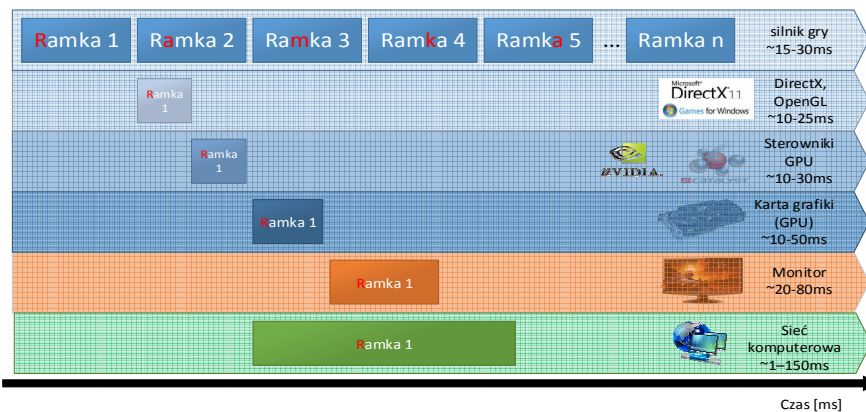 Ramka 1 Ramka 2 Ramka 3 Ramka 4 Ramka 5 ... Ramka n
silnik gry
~15-30ms
Ramka
1
Microsoft®
DirectX® 11
Games for Windows
DirectX,
OpenGL
~10-25ms
Ramka
1
NVIDIA.
CATALYST
Sterowniki
GPU
~10-30ms
Ramka 1
Karta grafiki
(GPU)
~10-50ms
Ramka 1
Monitor
~20-80ms
Ramka 1
Sieć
komputerowa
~1–150ms
Czas [ms]